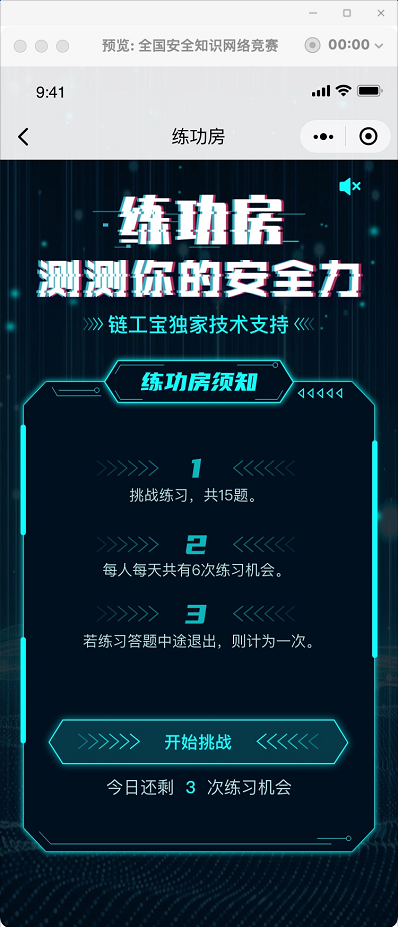 预览: 全国安全知识网络竞赛
00:00
9:41
练功房
练功房
测测你的安全力
链工宝独家技术支持
练功房须知
1
挑战练习，共15题。
2
每人每天共有6次练习机会。
3
若练习答题中途退出，则计为一次。
开始挑战
今日还剩 3 次练习机会